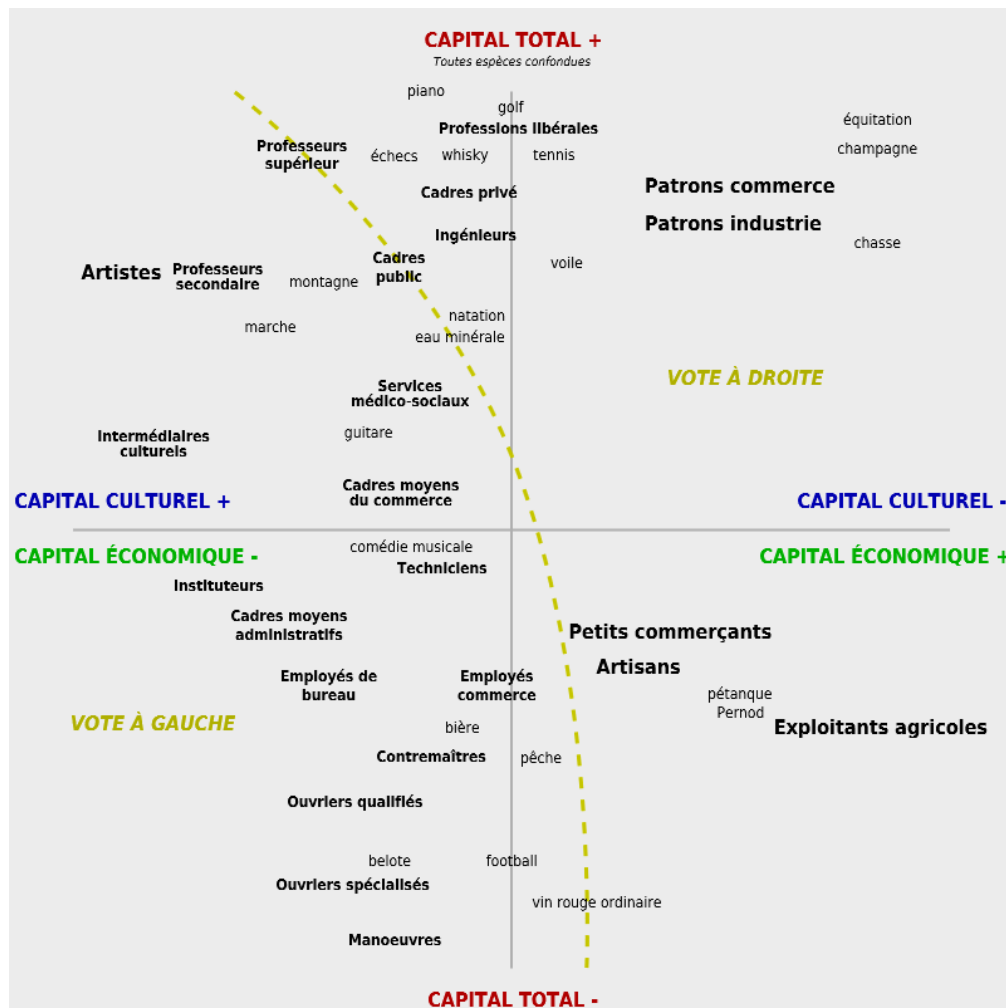 CAPITAL TOTAL +
Toutes espèces confondues
piano
golf
équitation
Professions libérales
Professeurs
supérieur
échecs
whisky
tennis
champagne
Patrons commerce
Cadres privé
Patrons industrie
Ingénieurs
chasse
Cadres
public
voile
Artistes
Professeurs
secondaire
montagne
natation
marche
eau minérale
VOTE À DROITE
Services
médico-sociaux
guitare
Intermédiaires
culturels
Cadres moyens
du commerce
CAPITAL CULTUREL +
CAPITAL CULTUREL -
CAPITAL ÉCONOMIQUE -
comédie musicale
CAPITAL ÉCONOMIQUE +
Techniciens
Instituteurs
Cadres moyens
administratifs
Petits commerçants
Artisans
Employés de
bureau
Employés
commerce
pétanque
Pernod
VOTE À GAUCHE
bière
Exploitants agricoles
Contremaîtres
pêche
Ouvriers qualifiés
belote
football
Ouvriers spécialisés
vin rouge ordinaire
Manoeuvres
CAPITAL TOTAL -